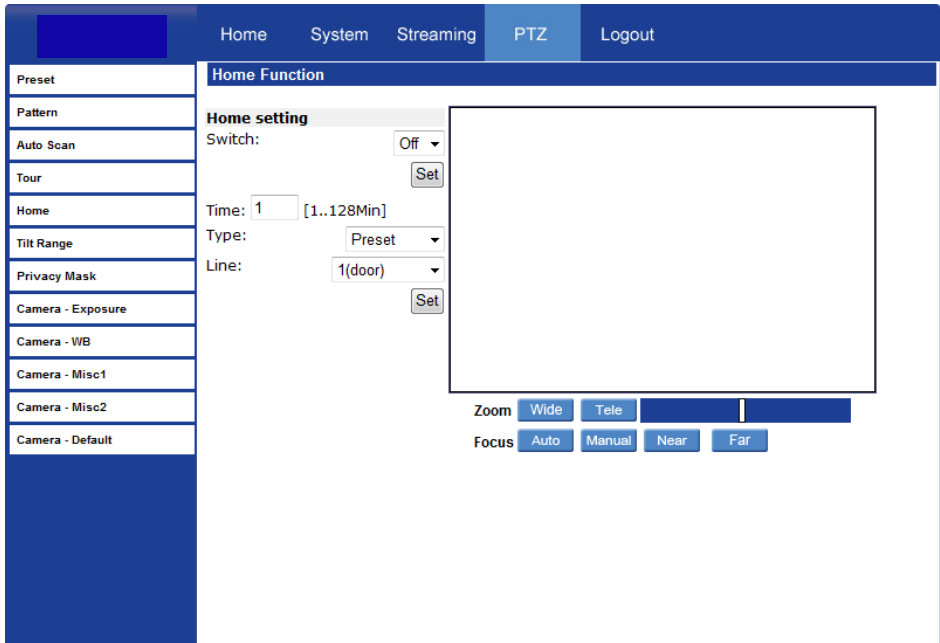 Home System Streaming PTZ Logout
Preset
Pattern
Auto Scan
Tour
Home
Tilt Range
Privacy Mask
Camera - Exposure
Camera - WB
Camera - Misc1
Camera - Misc2
Camera - Default
Home Function
Home setting
Switch: Off
Set
Time: 1 [1..128Min]
Type: Preset
Line: 1(door)
Set
Zoom Wide Tele
Focus Auto Manual Near Far